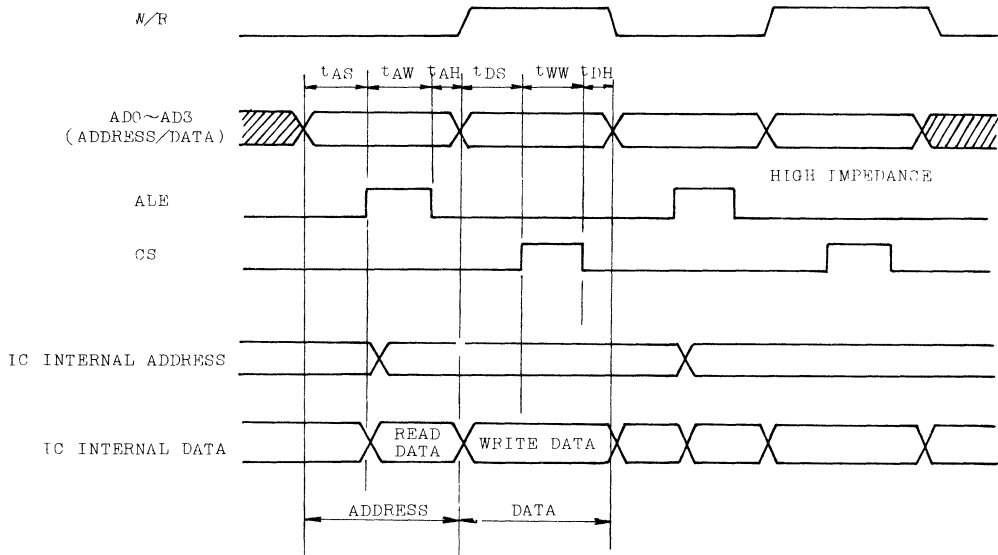 W/R
tAS tAW tAH tDS tWW tDH
AD0~AD3
(ADDRESS/DATA)
HIGH IMPEDANCE
ALE
CS
IC INTERNAL ADDRESS
READ
DATA
WRITE DATA
IC INTERNAL DATA
ADDRESS DATA